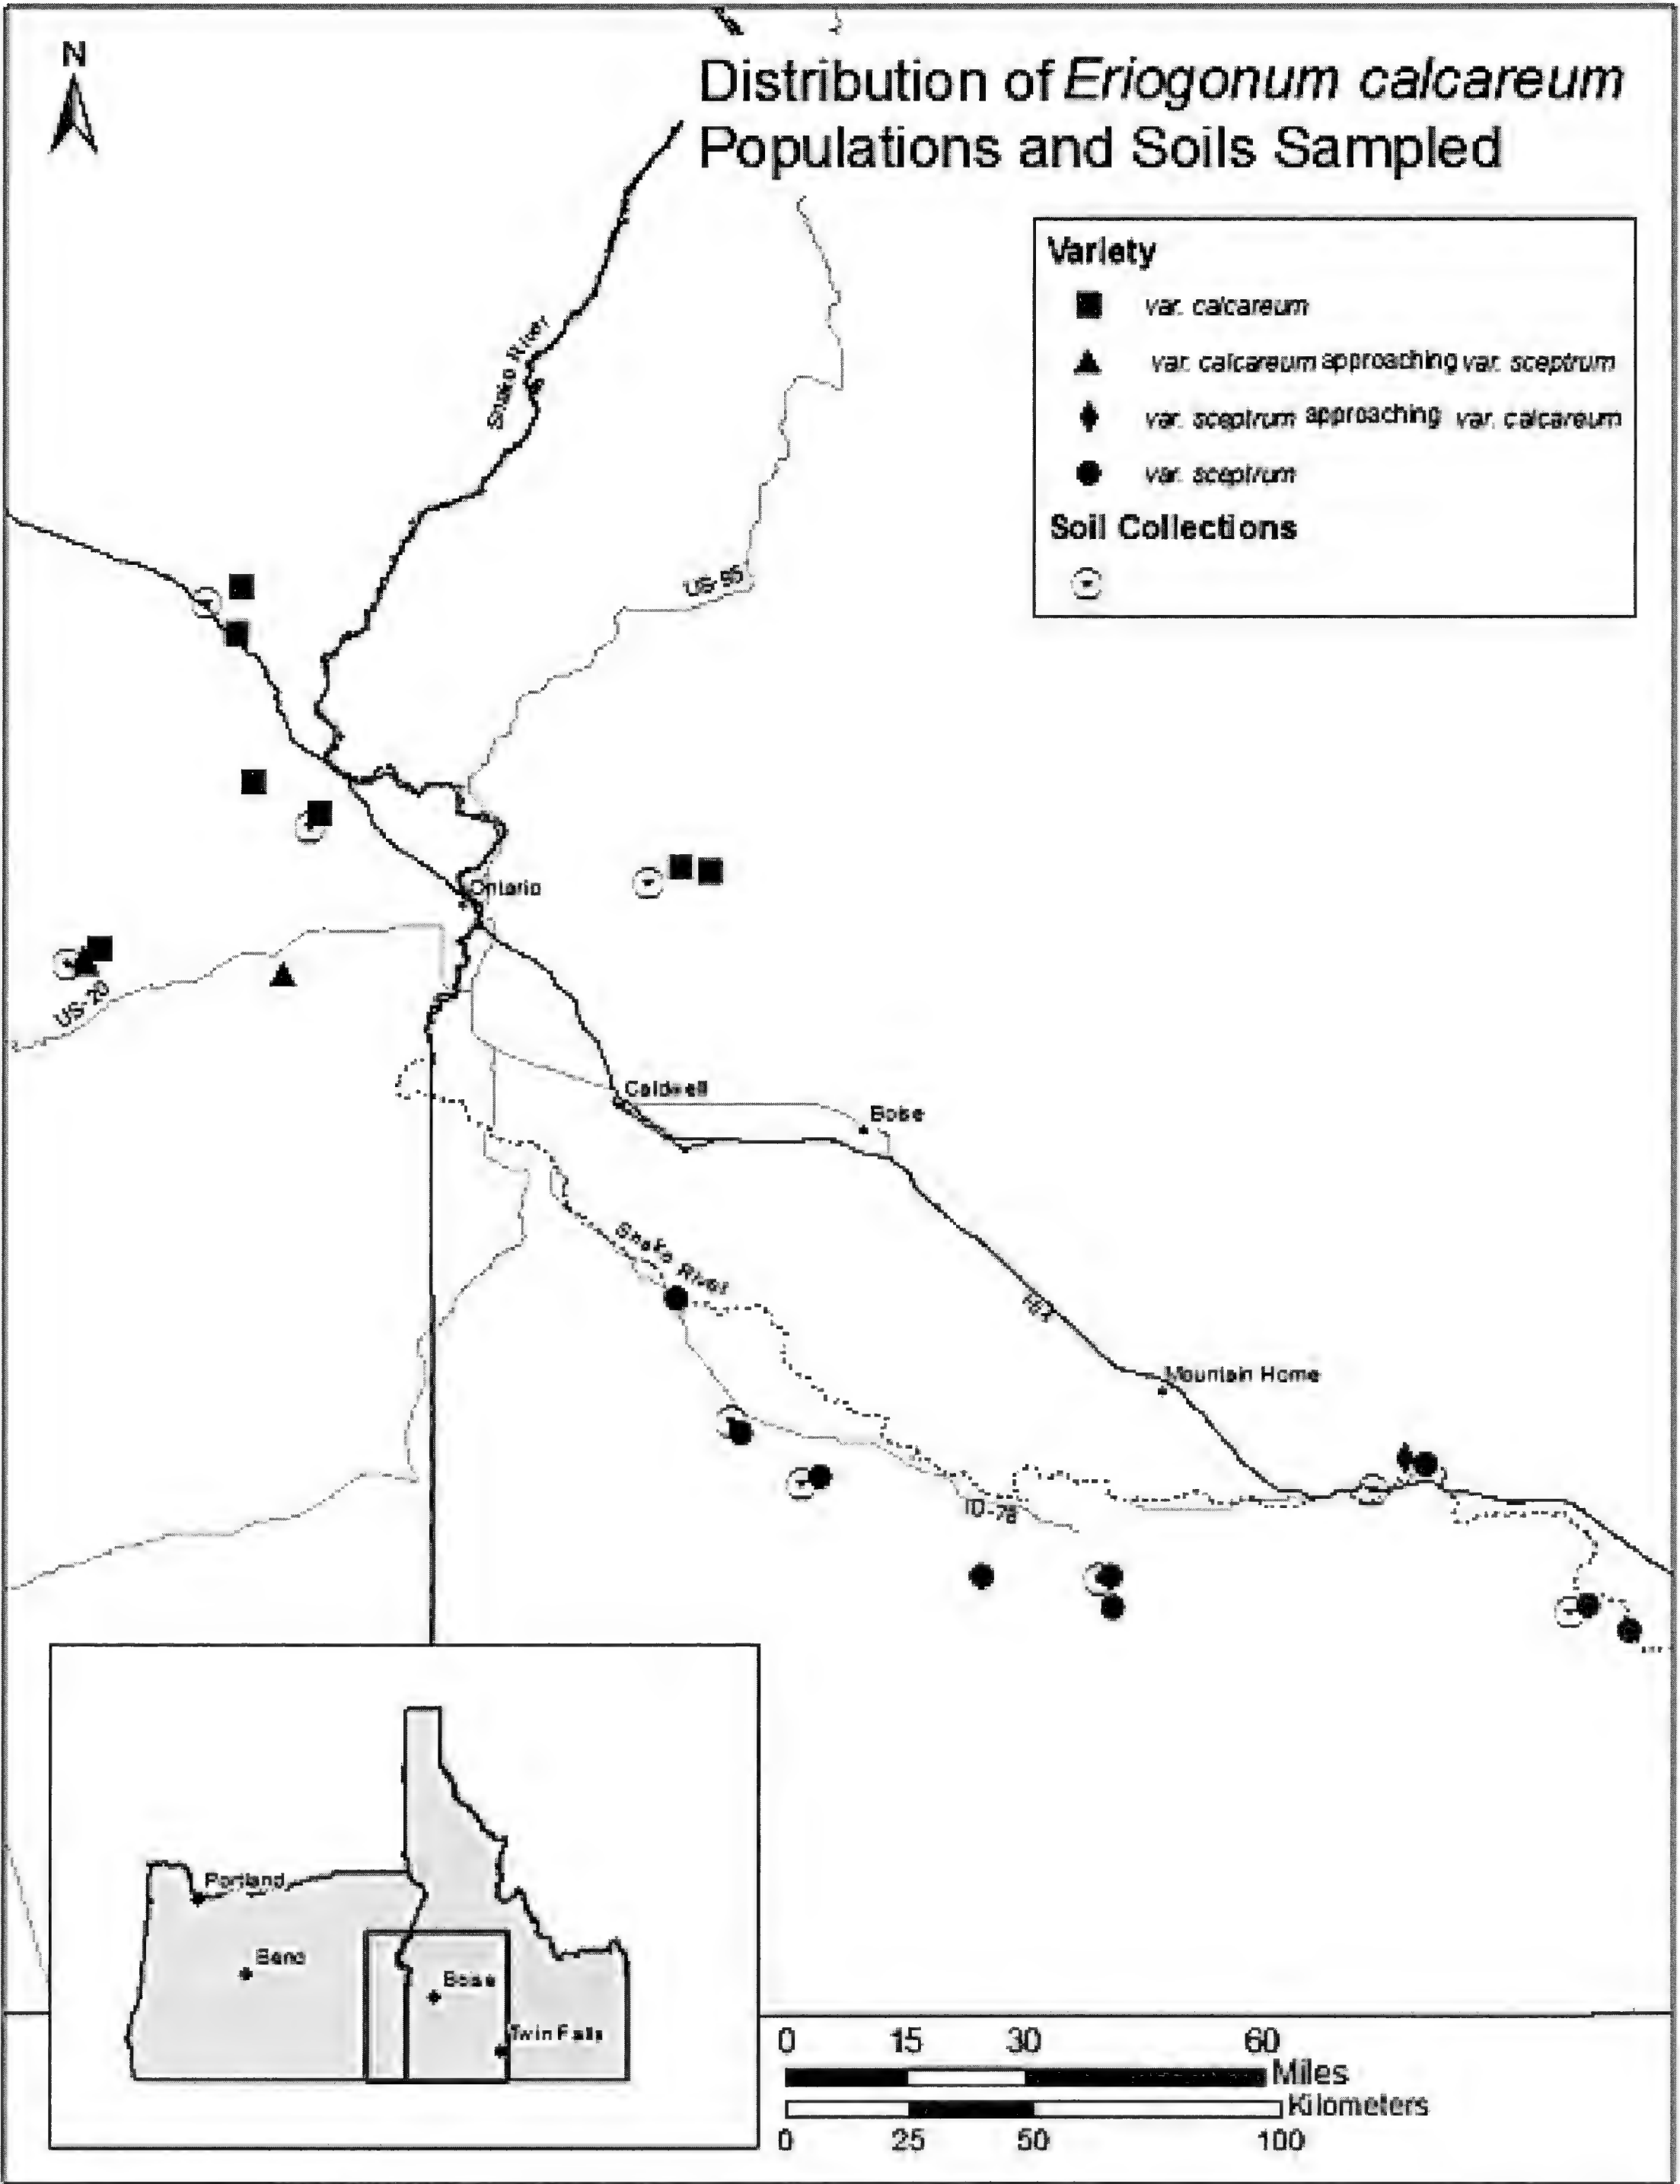 N
Distribution of Eriogonum calcareum
Populations and Soils Sampled
Variety
var. calcareum
var. calcareum approaching var. sceptrum
var. sceptrum approaching var. calcareum
var. sceptrum
Soil Collections
Snake River
US-95
Ontario
US-20
Caldwell
Boise
Snake River
I-84
Mountain Home
ID-78
Portland
Bend
Boise
Twin Falls
0 15 30 60
Miles
Kilometers
0 25 50 100